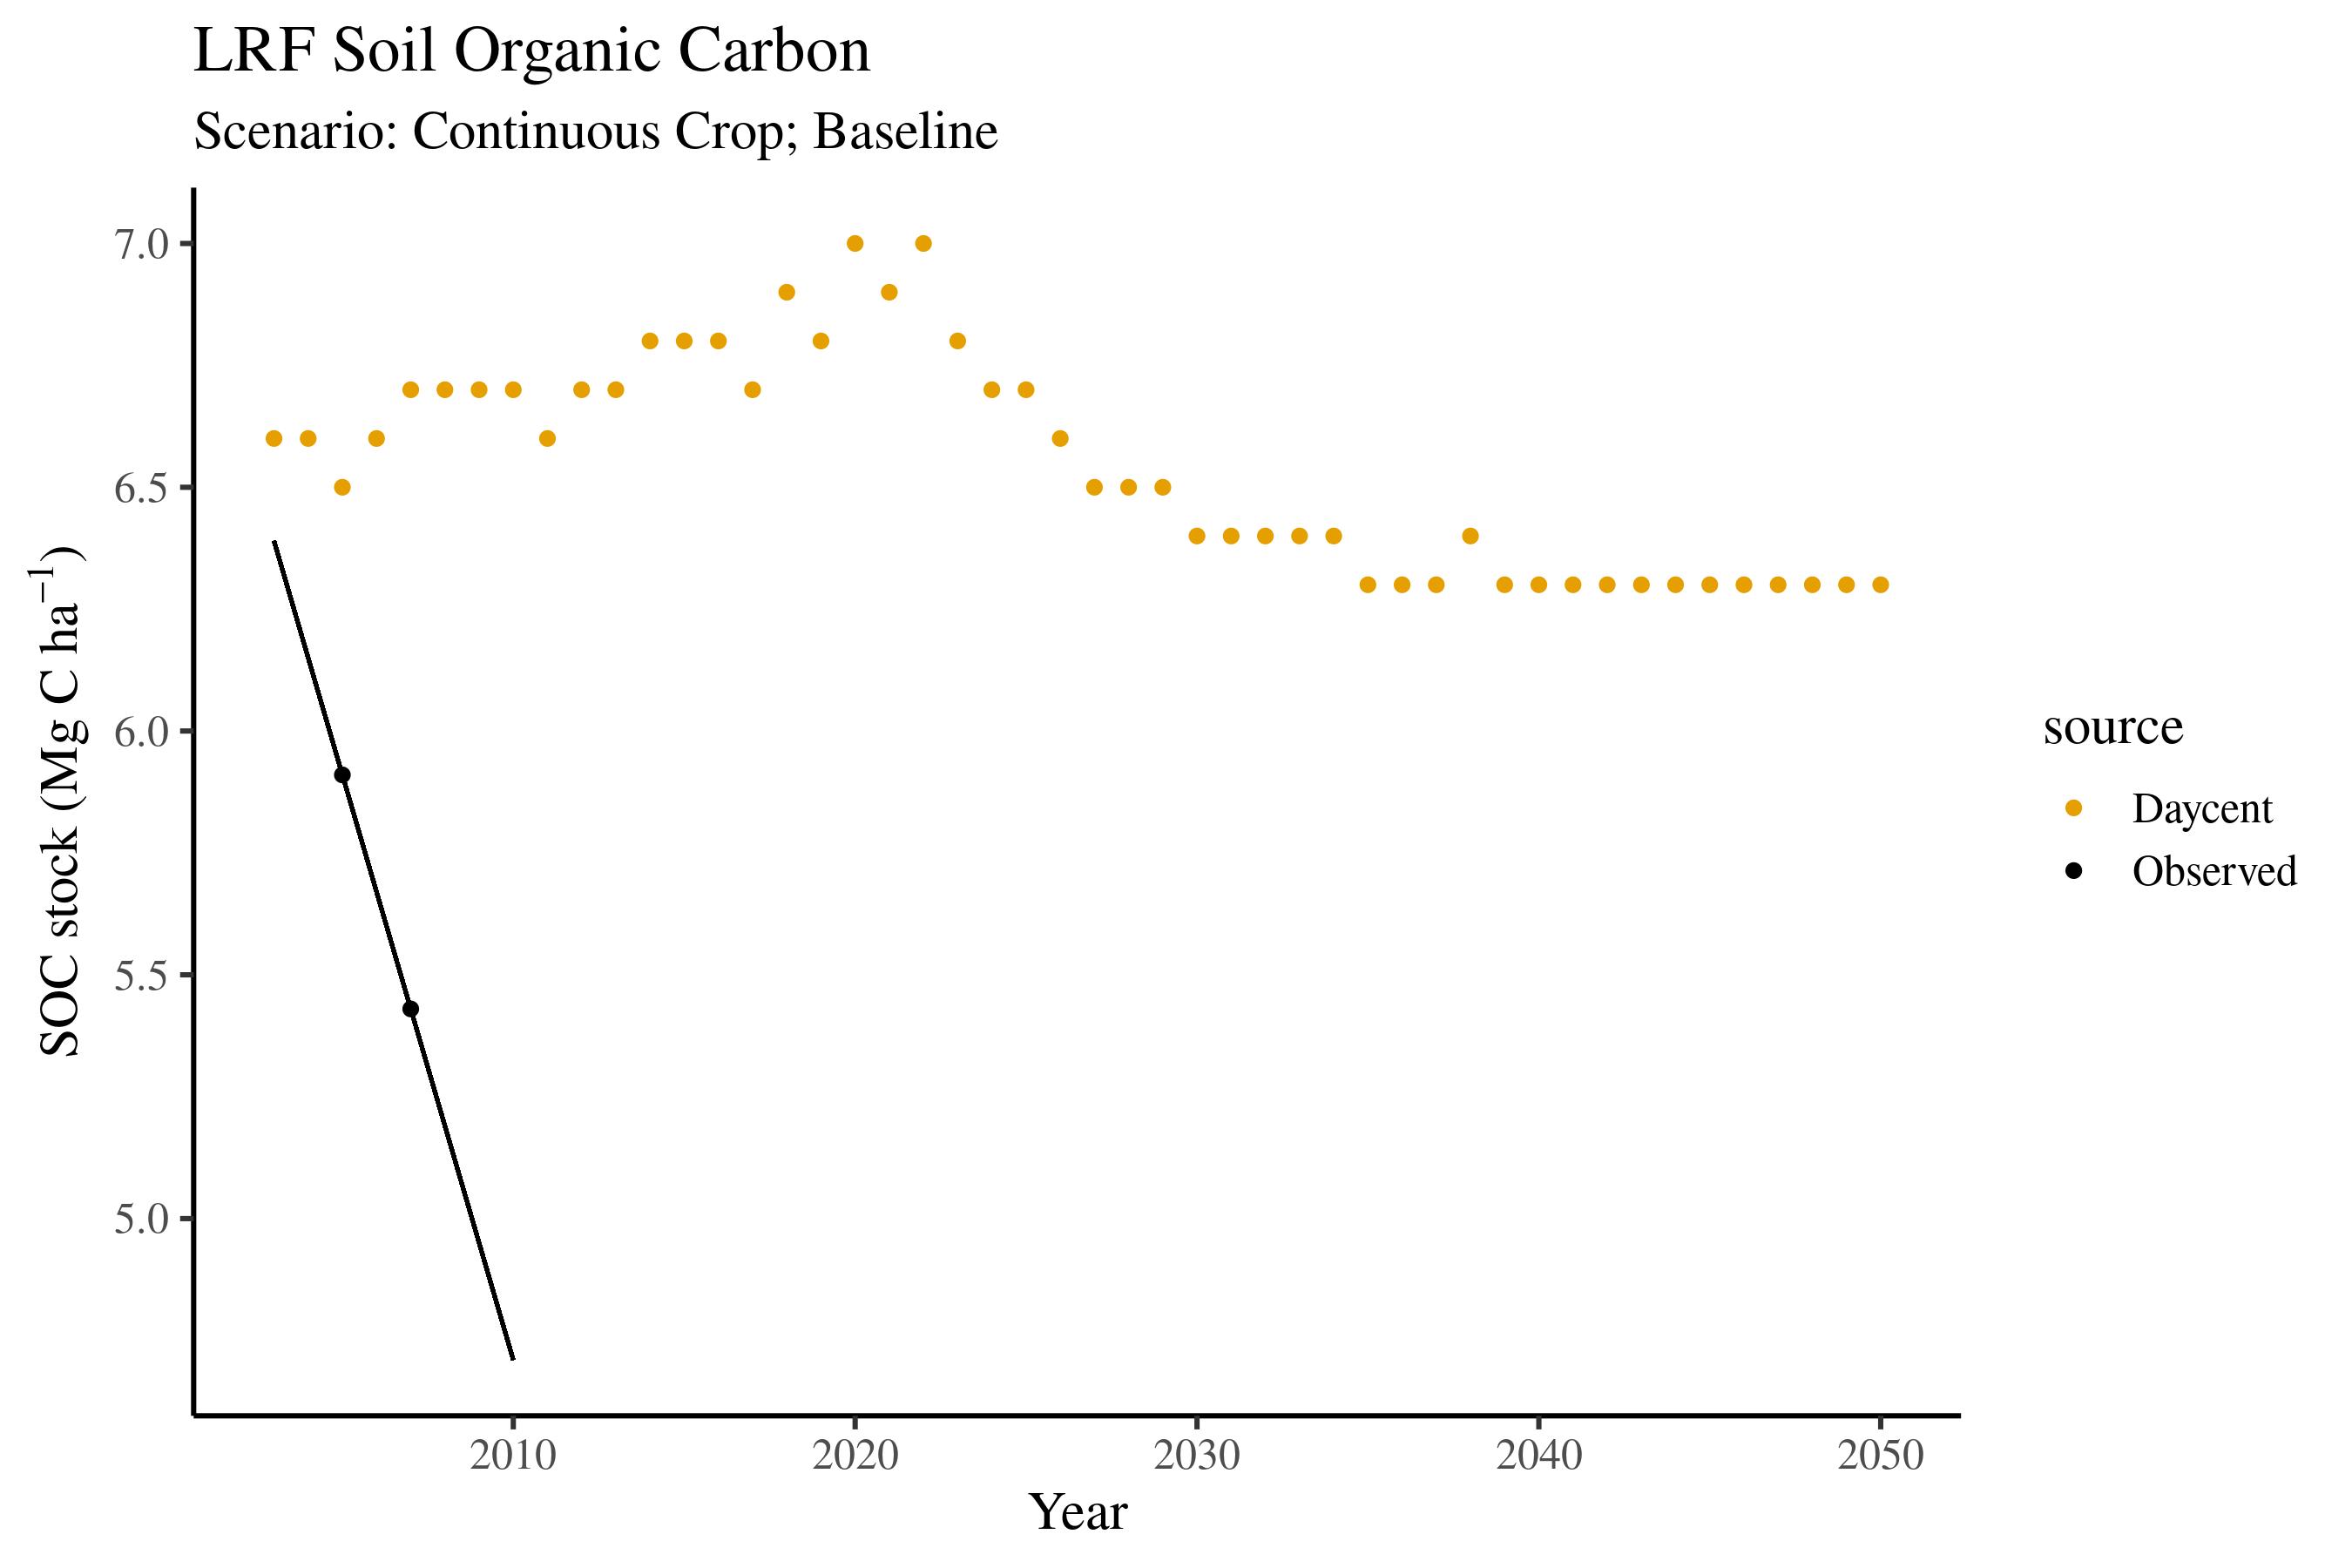 LRF Soil Organic Carbon
Scenario: Continuous Crop; Baseline
SOC stock (Mg C ha⁻¹)
7.0
6.5
6.0
5.5
5.0
2010 2020 2030 2040 2050
Year
source
Daycent
Observed